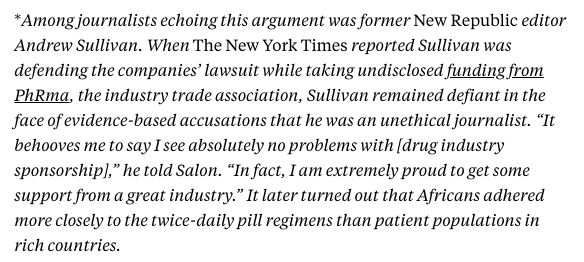 *Among journalists echoing this argument was former New Republic editor
Andrew Sullivan. When The New York Times reported Sullivan was
defending the companies’ lawsuit while taking undisclosed funding from
PhRma, the industry trade association, Sullivan remained defiant in the
face of evidence-based accusations that he was an unethical journalist. “It
behooves me to say I see absolutely no problems with [drug industry
sponsorship],” he told Salon. “In fact, I am extremely proud to get some
support from a great industry.” It later turned out that Africans adhered
more closely to the twice-daily pill regimens than patient populations in
rich countries.